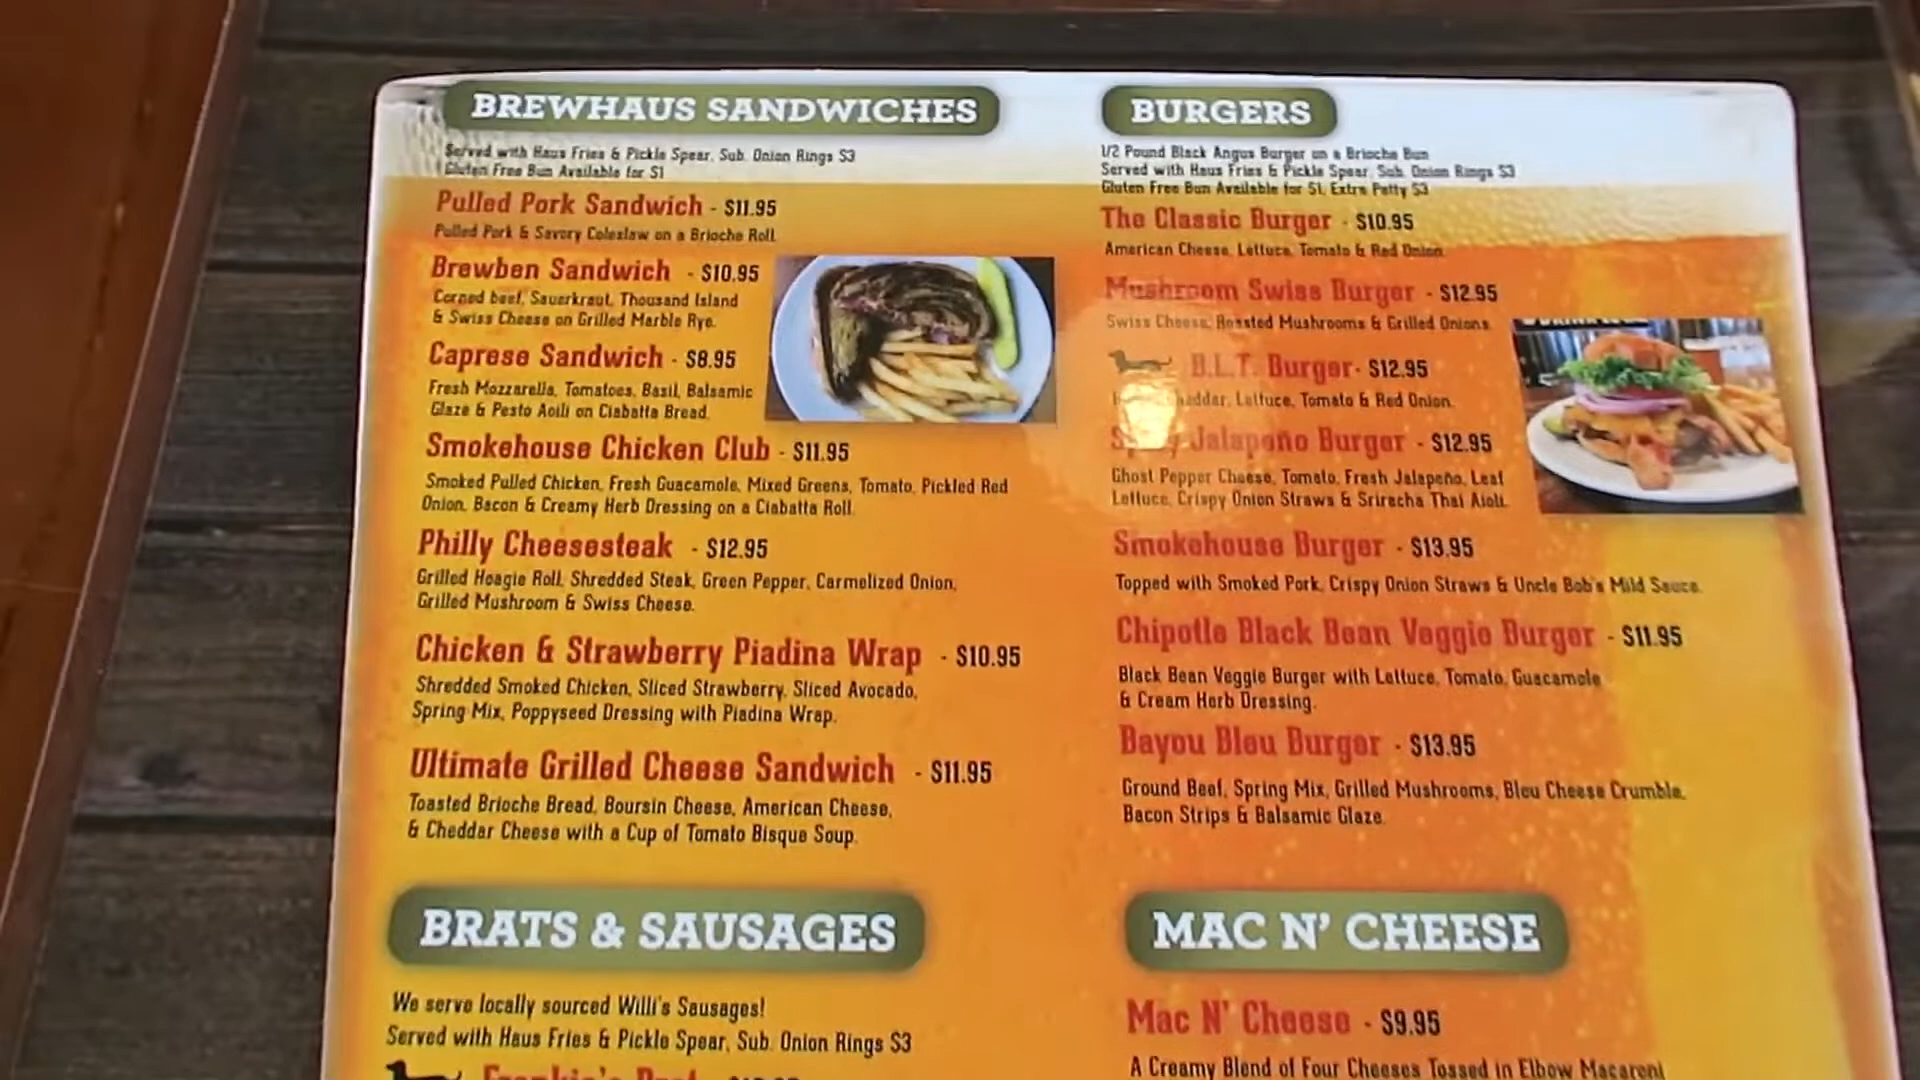 BREWHAUS SANDWICHES
Served with Haus Fries & Pickle Spear, Sub. Onion Rings $3
Gluten Free Bun Available for $1
Pulled Pork Sandwich - $11.95
Pulled Pork & Savory Coleslaw on a Brioche Roll
Brewben Sandwich - $10.95
Corned beef, Sauerkraut, Thousand Island
& Swiss Cheese on Grilled Marble Rye.
Caprese Sandwich - $8.95
Fresh Mozzarella, Tomatoes, Basil, Balsamic
Glaze & Pesto Aoili on Ciabatta Bread.
Smokehouse Chicken Club - $11.95
Smoked Pulled Chicken, Fresh Guacamole, Mixed Greens, Tomato, Pickled Red
Onion, Bacon & Creamy Herb Dressing on a Ciabatta Roll.
Philly Cheesesteak - $12.95
Grilled Hoagie Roll, Shredded Steak, Green Pepper, Carmelized Onion,
Grilled Mushroom & Swiss Cheese.
Chicken & Strawberry Piadina Wrap - $10.95
Shredded Smoked Chicken, Sliced Strawberry, Sliced Avocado,
Spring Mix, Poppyseed Dressing with Piadina Wrap.
Ultimate Grilled Cheese Sandwich - $11.95
Toasted Brioche Bread, Boursin Cheese, American Cheese,
& Cheddar Cheese with a Cup of Tomato Bisque Soup.
BRATS & SAUSAGES
We serve locally sourced Willi's Sausages!
Served with Haus Fries & Pickle Spear, Sub. Onion Rings $3
BURGERS
1/2 Pound Black Angus Burger on a Brioche Bun
Served with Haus Fries & Pickle Spear, Sub. Onion Rings $3
Gluten Free Bun Available for $1, Extra Patty $3
The Classic Burger - $10.95
American Cheese, Lettuce, Tomato & Red Onion
Mushroom Swiss Burger - $12.95
Swiss Cheese, Roasted Mushrooms & Grilled Onions
B.L.T. Burger- $12.95
Lettuce, Tomato & Red Onion.
Jalapeño Burger - $12.95
Ghost Pepper Cheese, Tomato, Fresh Jalapeño, Leaf
Lettuce, Crispy Onion Straws & Sriracha Thai Aioli.
Smokehouse Burger - $13.95
Topped with Smoked Pork, Crispy Onion Straws & Uncle Bob's Mild Sauce.
Chipotle Black Bean Veggie Burger - $11.95
Black Bean Veggie Burger with Lettuce, Tomato, Guacamole
& Cream Herb Dressing.
Bayou Bleu Burger - $13.95
Ground Beef, Spring Mix, Grilled Mushrooms, Bleu Cheese Crumble,
Bacon Strips & Balsamic Glaze.
MAC N' CHEESE
Mac N' Cheese - $9.95
A Creamy Blend of Four Cheeses Tossed in Elbow Macaroni